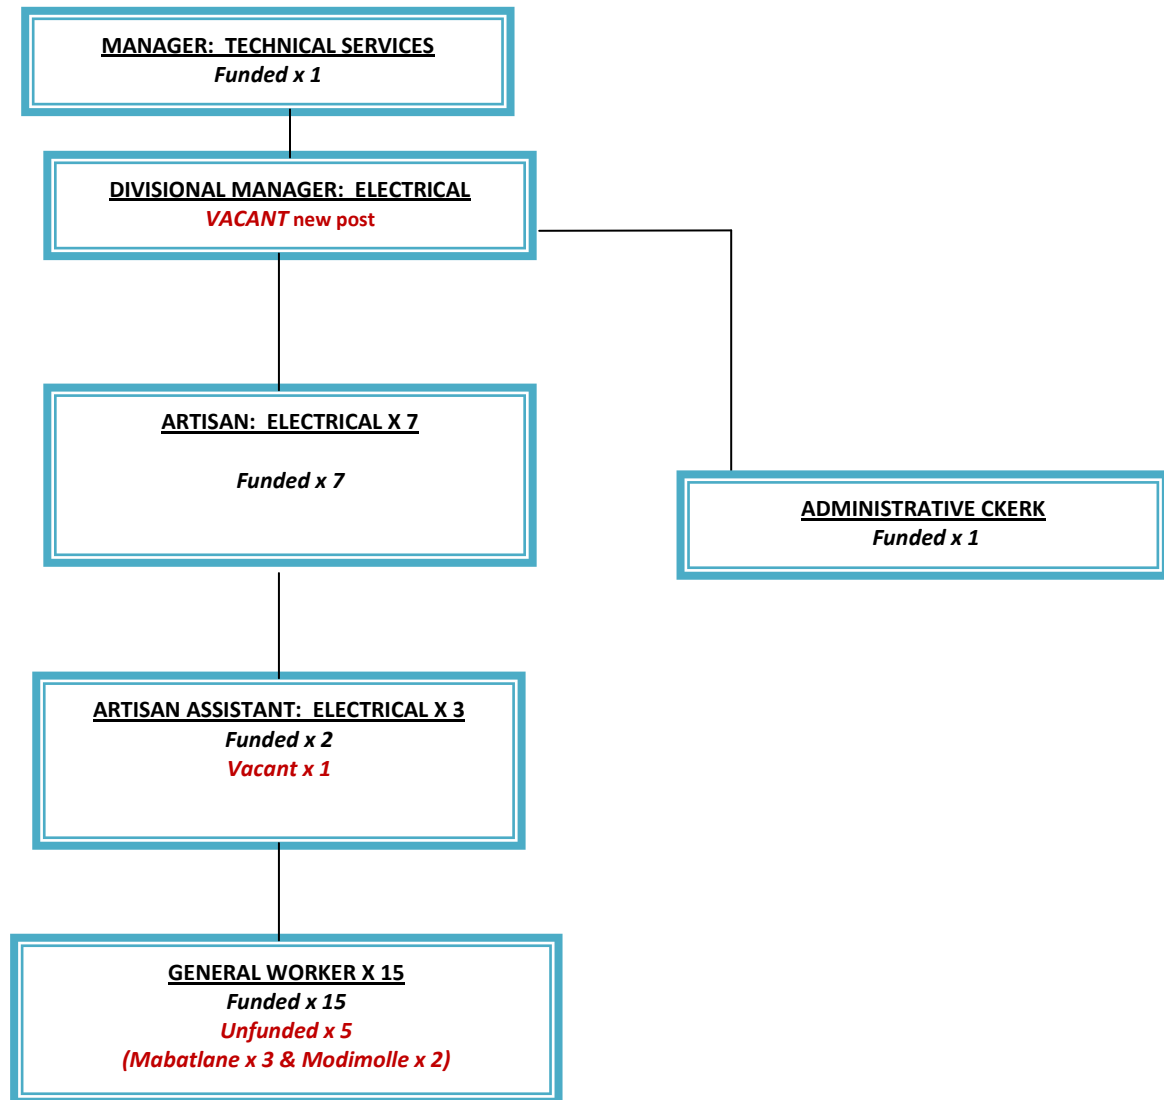 MANAGER: TECHNICAL SERVICES
Funded x 1
DIVISIONAL MANAGER: ELECTRICAL
VACANT new post
ARTISAN: ELECTRICAL X 7
Funded x 7
ADMINISTRATIVE CKERK
Funded x 1
ARTISAN ASSISTANT: ELECTRICAL X 3
Funded x 2
Vacant x 1
GENERAL WORKER X 15
Funded x 15
Unfunded x 5
(Mabatlane x 3 & Modimolle x 2)